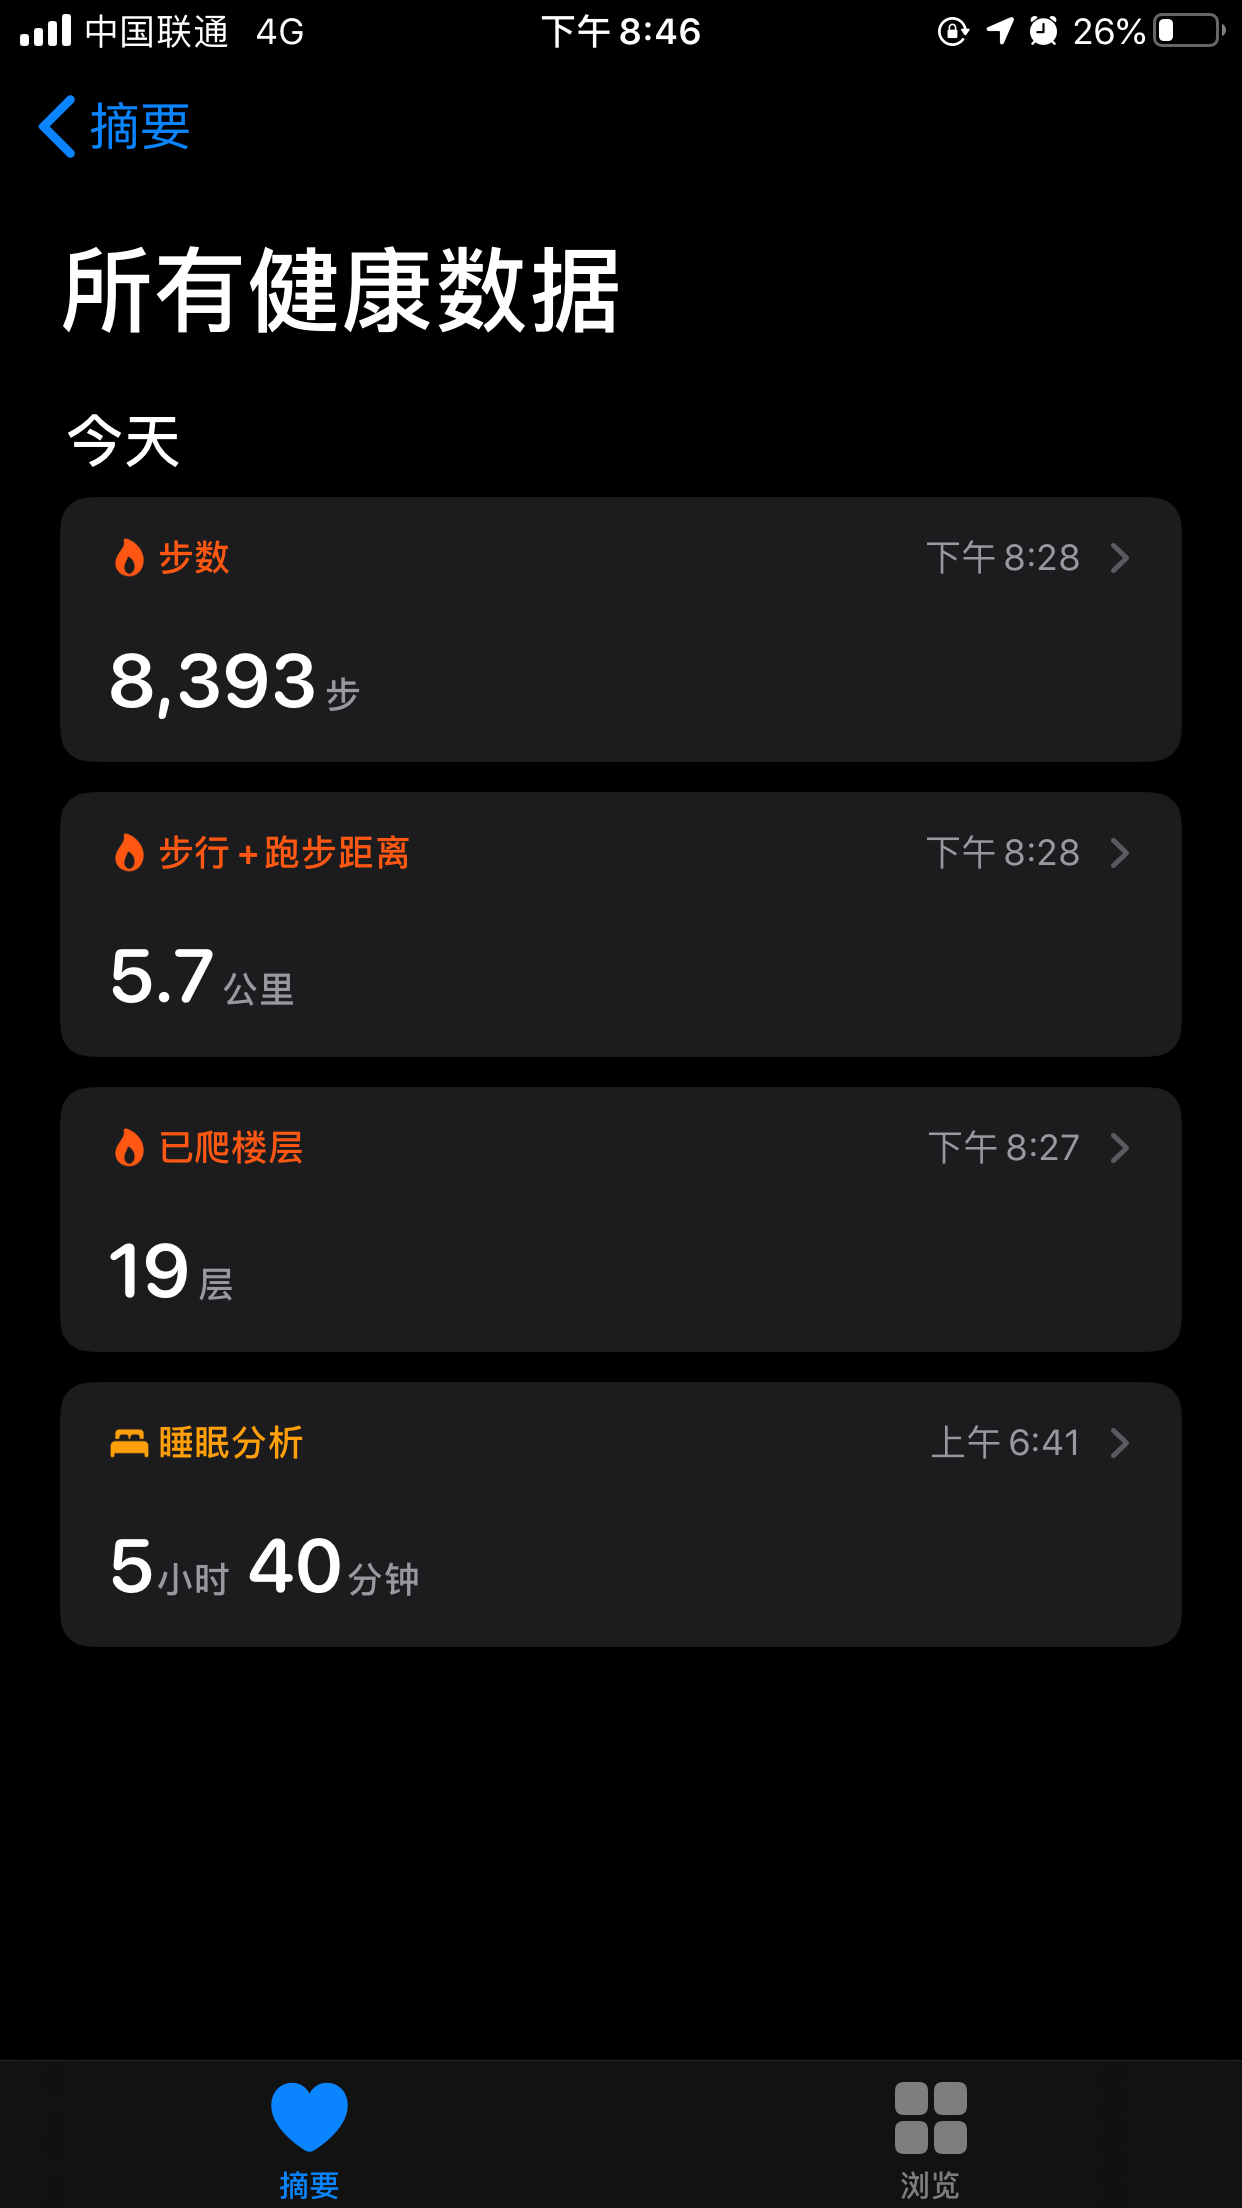 中国联通 4G 下午 8:46 26%
摘要
所有健康数据
今天
步数 下午 8:28
8,393 步
步行 + 跑步距离 下午 8:28
5.7 公里
已爬楼层 下午 8:27
19 层
睡眠分析 上午 6:41
5小时 40分钟
摘要 浏览